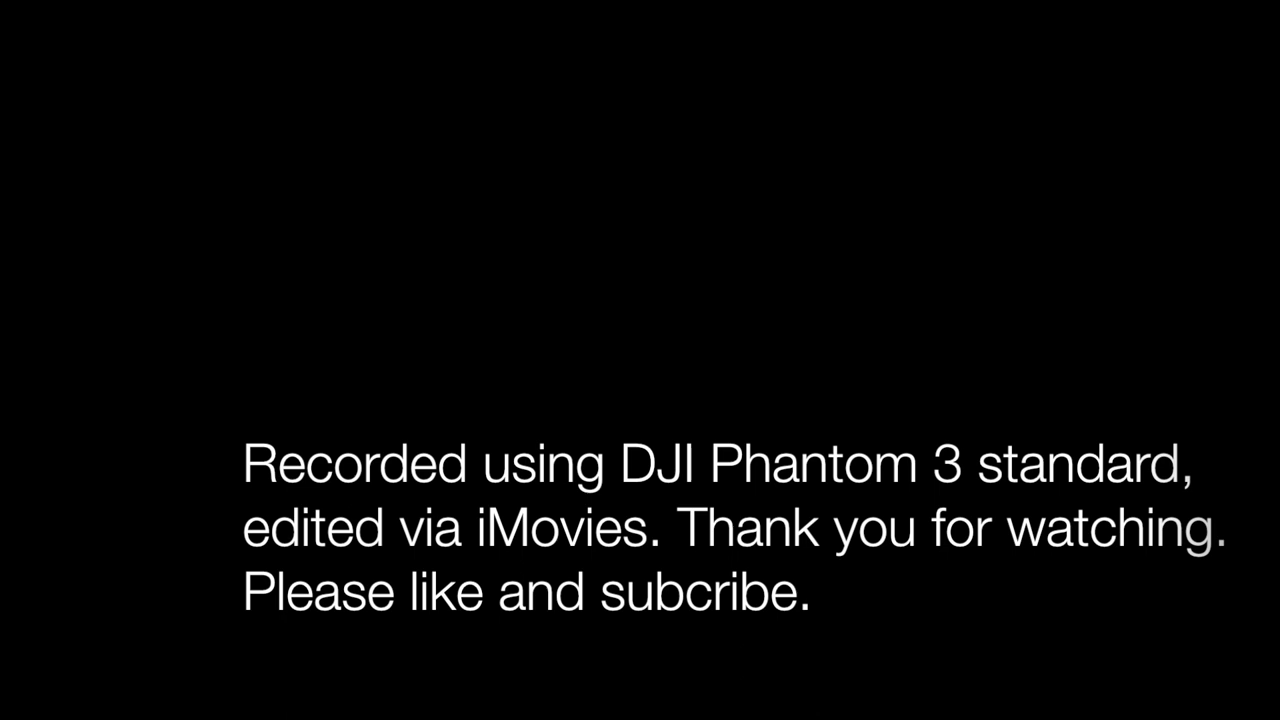 Recorded using DJI Phantom 3 standard,
edited via iMovies. Thank you for watching.
Please like and subcribe.